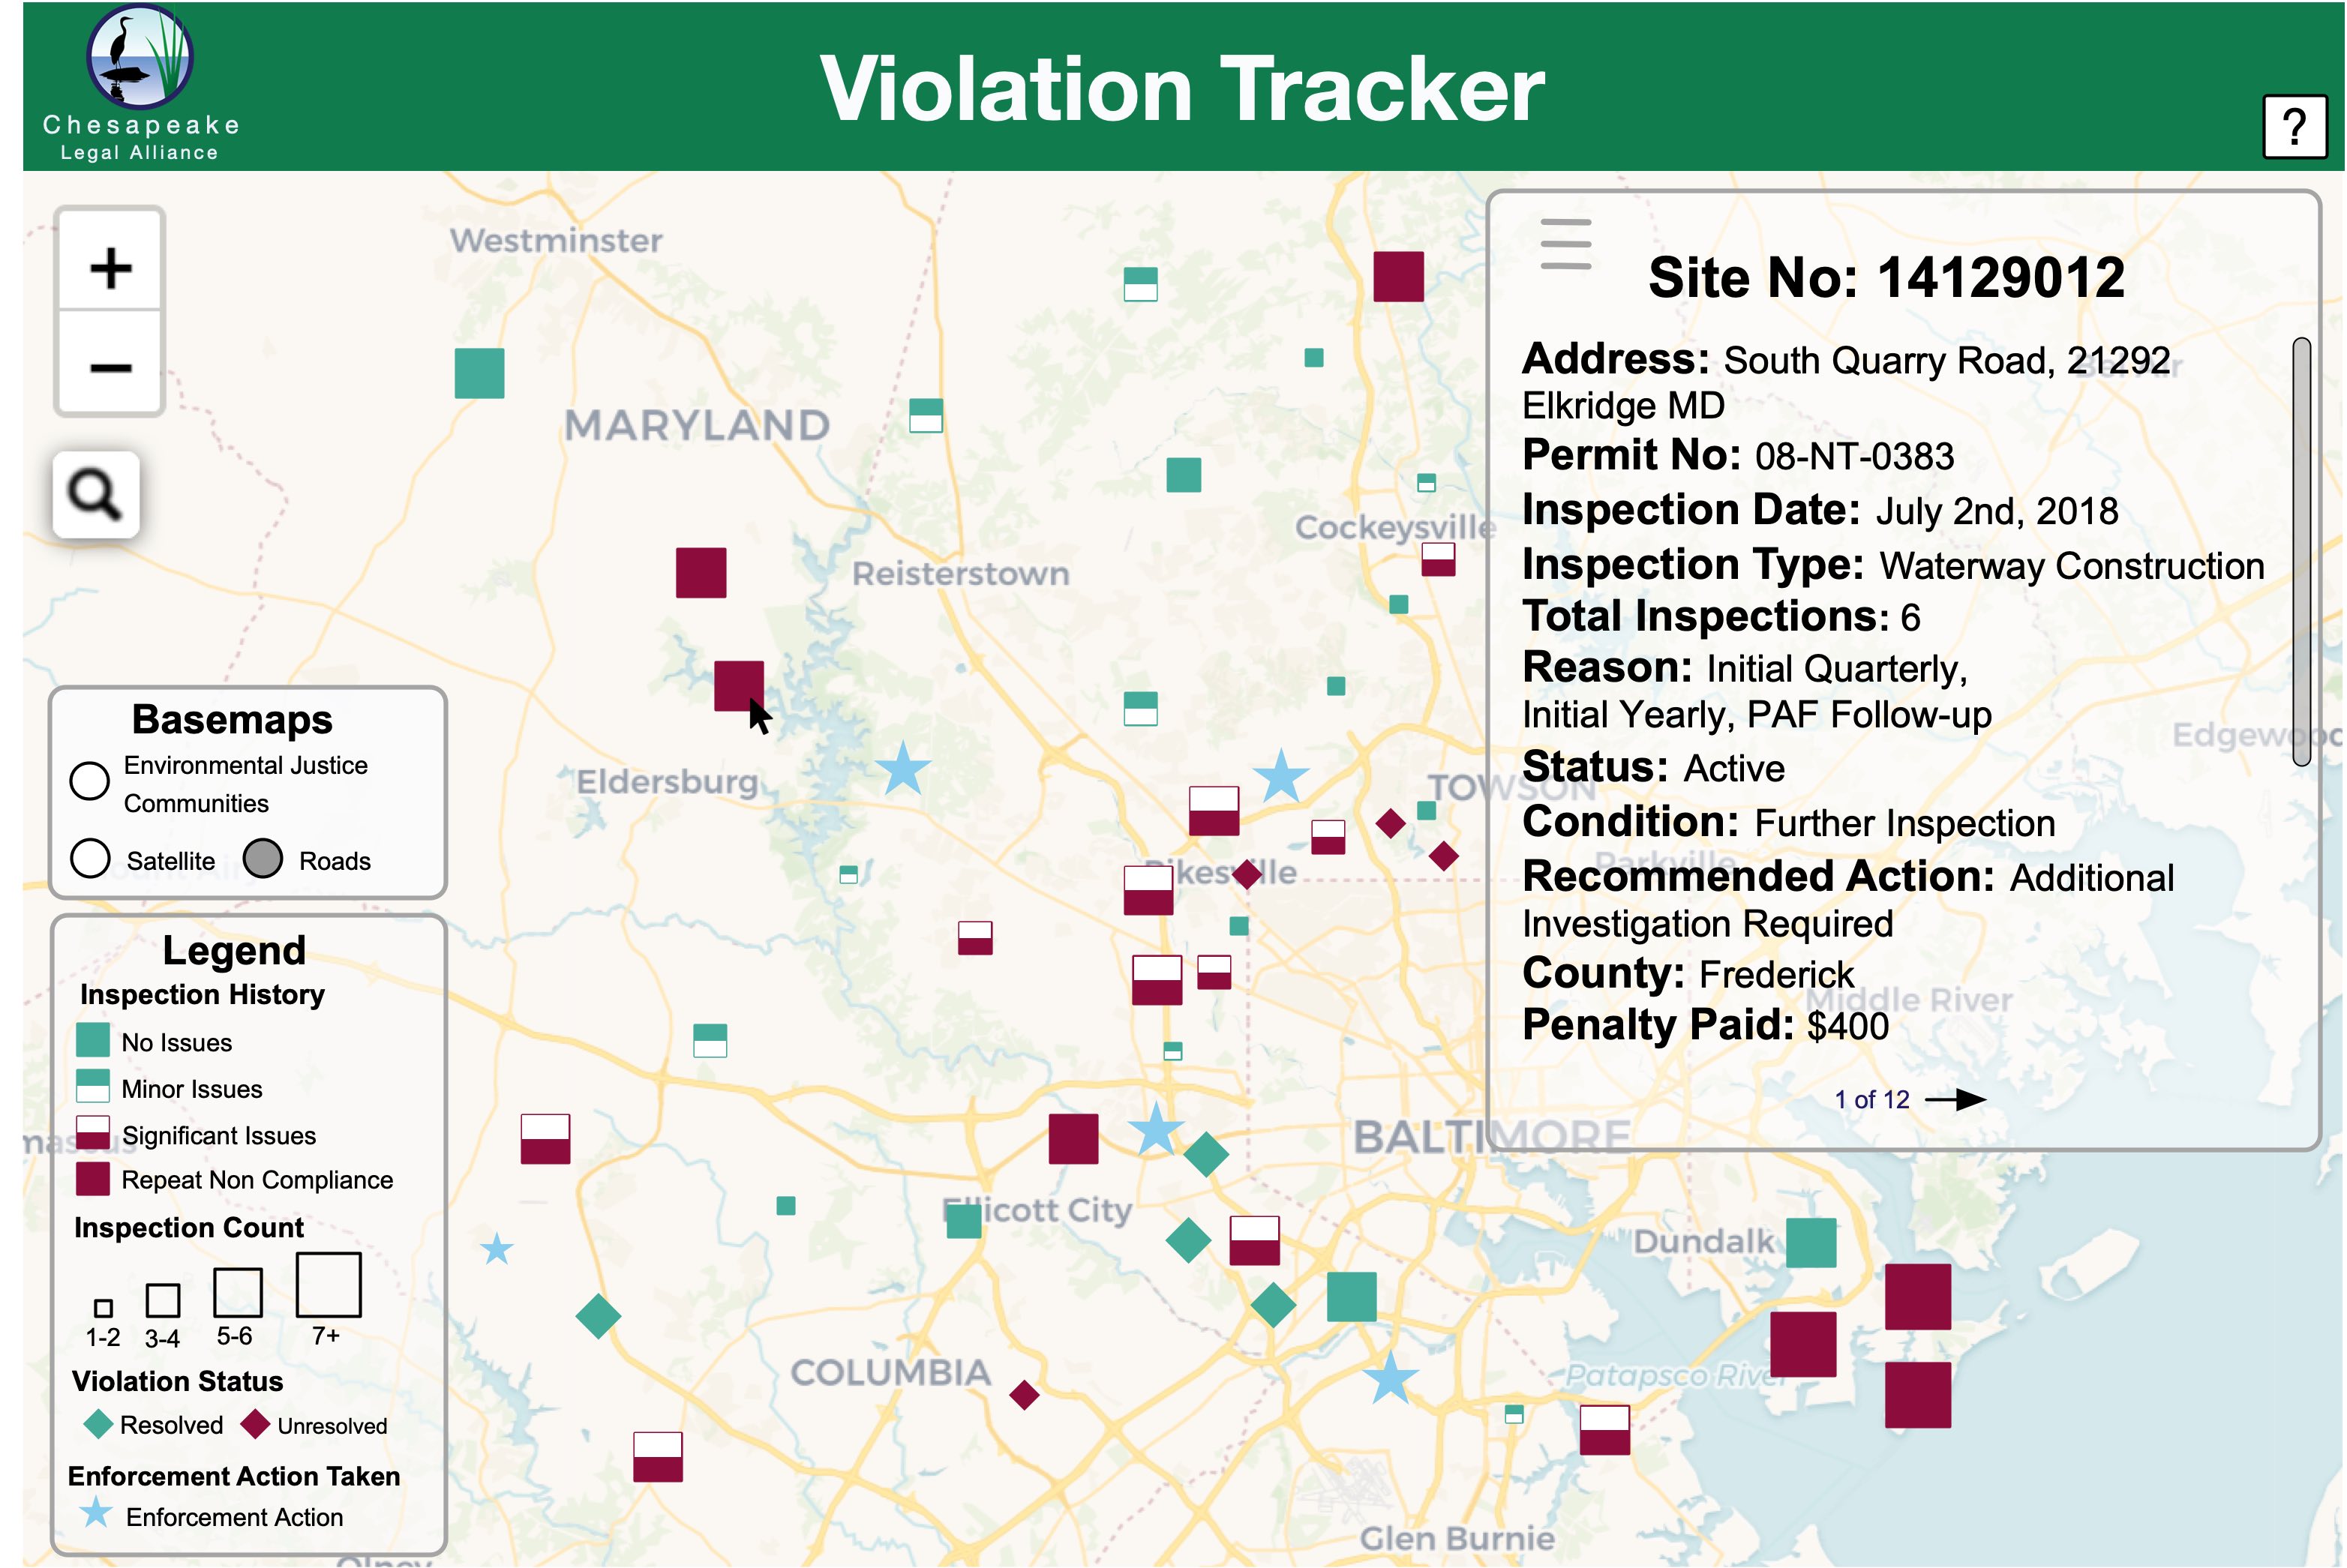 Violation Tracker
Chesapeake
Legal Alliance
?
+
−
Westminster
MARYLAND
Reisterstown
Cockeysville
Eldersburg
TOWSON
Pikesville
Parkville
Bel Air
Middle River
BALTIMORE
Ellicott City
Dundalk
COLUMBIA
Patapsco River
Glen Burnie
Site No: 14129012
Address: South Quarry Road, 21292
Elkridge MD
Permit No: 08-NT-0383
Inspection Date: July 2nd, 2018
Inspection Type: Waterway Construction
Total Inspections: 6
Reason: Initial Quarterly,
Initial Yearly, PAF Follow-up
Status: Active
Condition: Further Inspection
Recommended Action: Additional
Investigation Required
County: Frederick
Penalty Paid: $400
1 of 12
Basemaps
Environmental Justice
Communities
Satellite Roads
Legend
Inspection History
No Issues
Minor Issues
Significant Issues
Repeat Non Compliance
Inspection Count
1-2 3-4 5-6 7+
Violation Status
Resolved Unresolved
Enforcement Action Taken
Enforcement Action